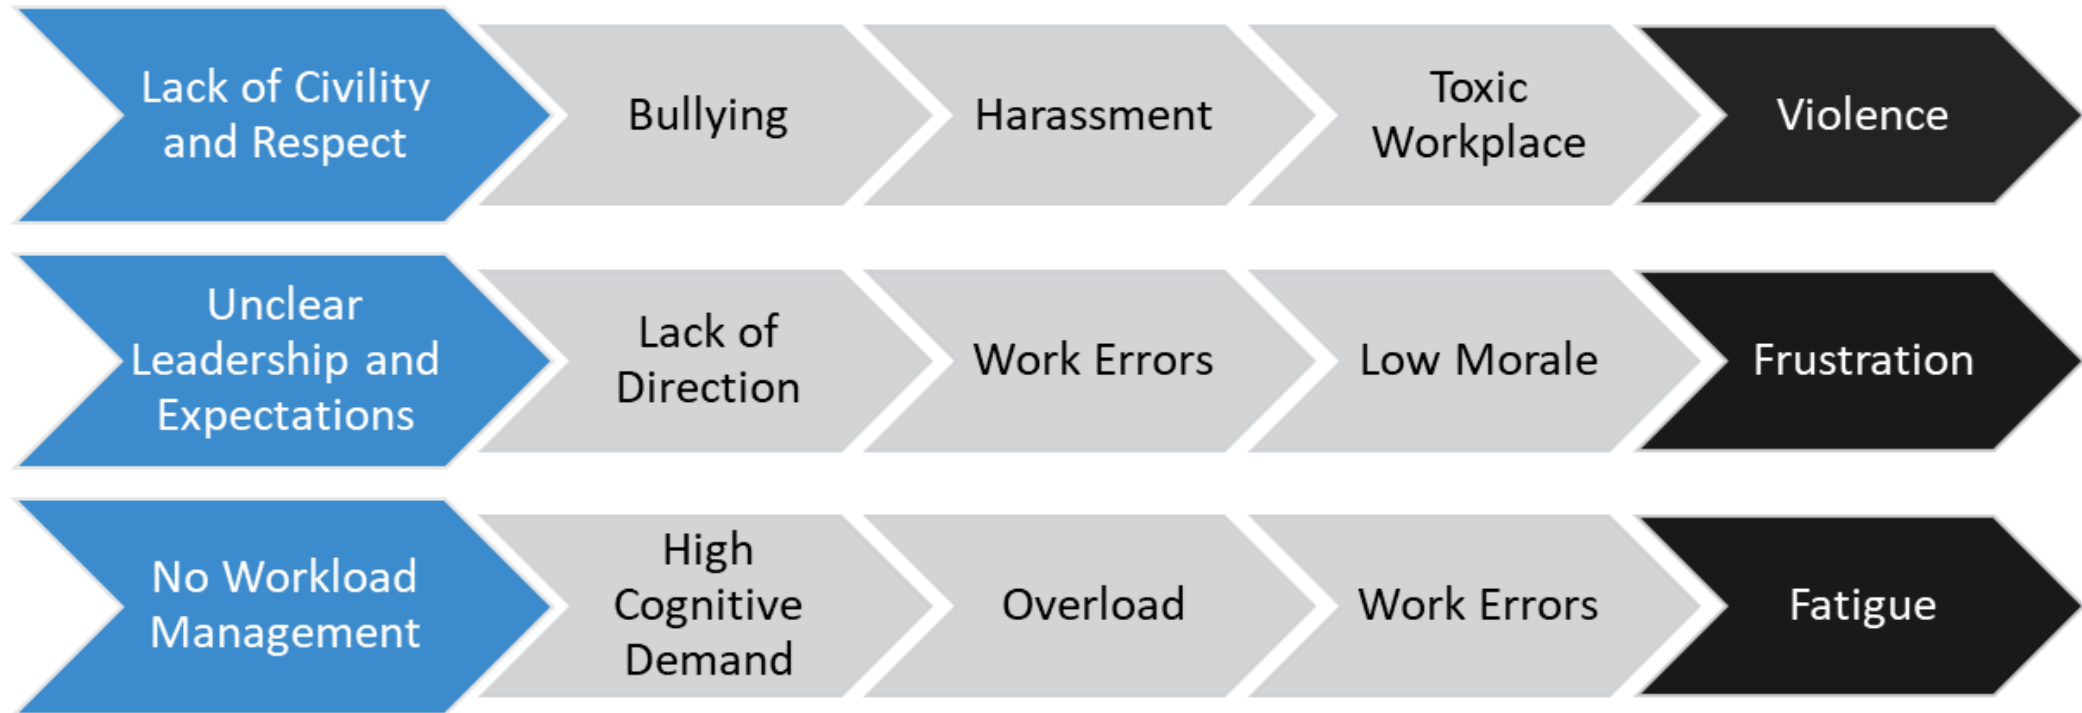 Lack of Civility
and Respect
Bullying
Harassment
Toxic
Workplace
Violence
Unclear
Leadership and
Expectations
Lack of
Direction
Work Errors
Low Morale
Frustration
No Workload
Management
High
Cognitive
Demand
Overload
Work Errors
Fatigue